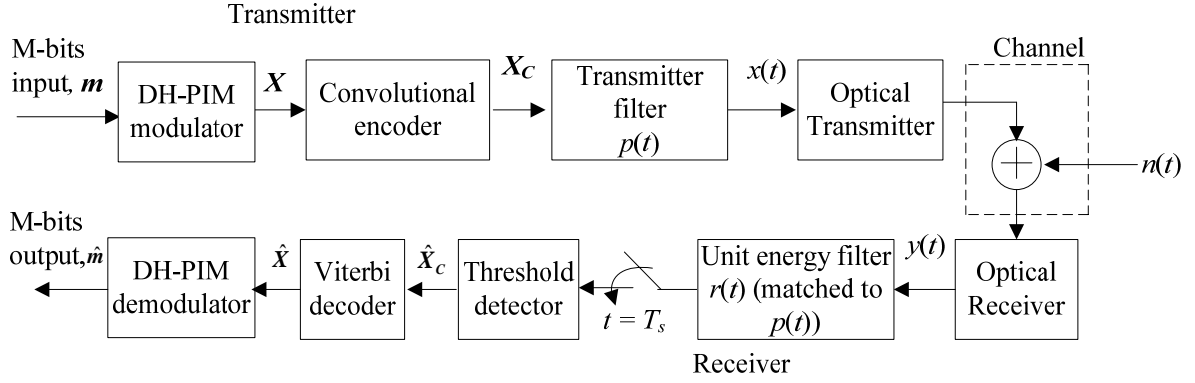 Transmitter
M-bits
input, m
DH-PIM
modulator
X
Convolutional
encoder
X_C
Transmitter
filter
p(t)
x(t)
Optical
Transmitter
Channel
n(t)
M-bits
output, m̂
DH-PIM
demodulator
X̂
Viterbi
decoder
X̂_C
Threshold
detector
t = T_s
Unit energy filter
r(t) (matched to
p(t))
y(t)
Optical
Receiver
Receiver